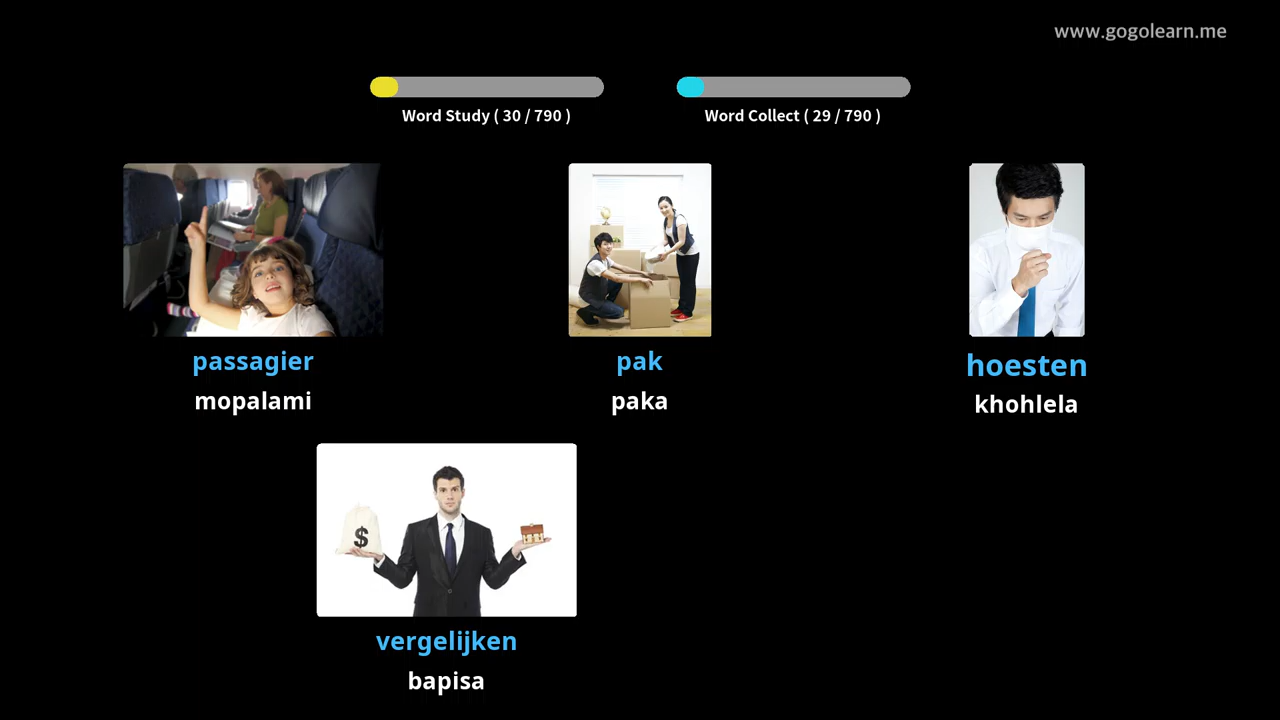 www.gogolearn.me
Word Study ( 30 / 790 )
Word Collect ( 29 / 790 )
passagier
mopalami
pak
paka
hoesten
khohlela
$
vergelijken
bapisa